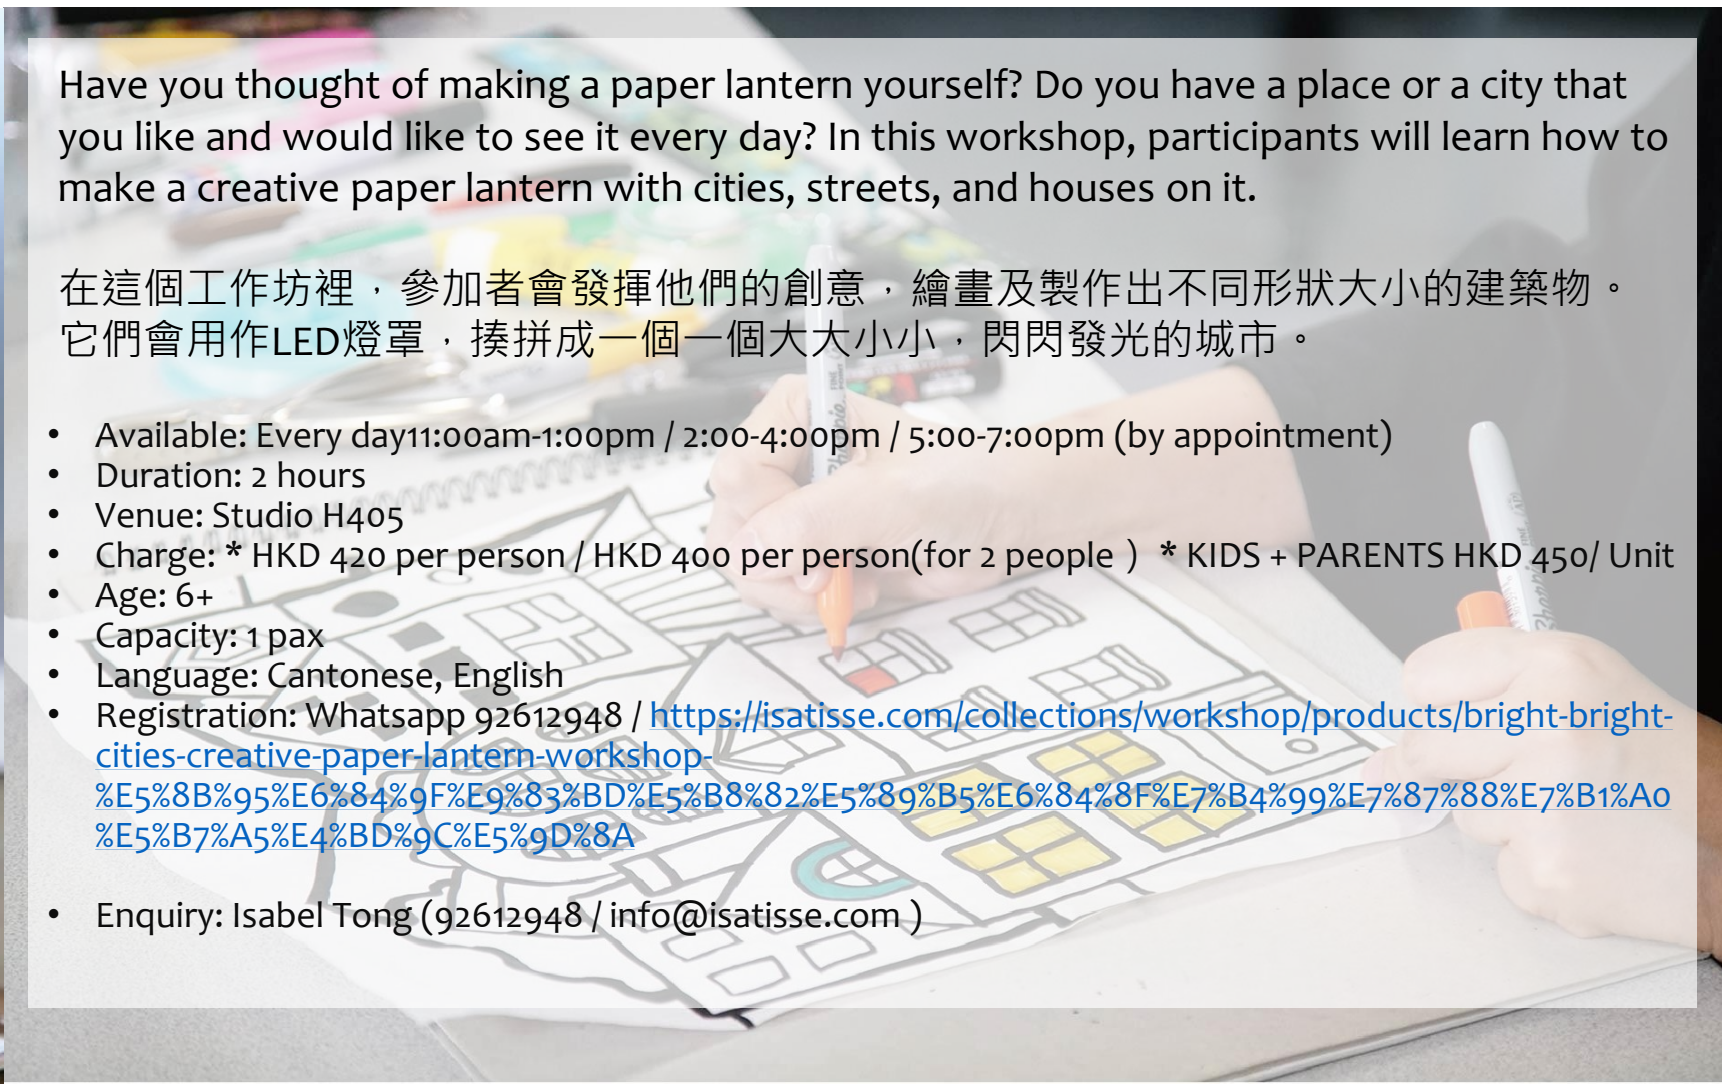 Have you thought of making a paper lantern yourself? Do you have a place or a city that
you like and would like to see it every day? In this workshop, participants will learn how to
make a creative paper lantern with cities, streets, and houses on it.
在這個工作坊裡，參加者會發揮他們的創意，繪畫及製作出不同形狀大小的建築物。
它們會用作LED燈罩，揍拼成一個一個大大小小，閃閃發光的城市。
• Available: Every day11:00am-1:00pm / 2:00-4:00pm / 5:00-7:00pm (by appointment)
• Duration: 2 hours
• Venue: Studio H405
• Charge: * HKD 420 per person / HKD 400 per person(for 2 people ) * KIDS + PARENTS HKD 450/ Unit
• Age: 6+
• Capacity: 1 pax
• Language: Cantonese, English
• Registration: Whatsapp 92612948 / https://isatisse.com/collections/workshop/products/bright-bright-
cities-creative-paper-lantern-workshop-
%E5%8B%95%E6%84%9F%E9%83%BD%E5%B8%82%E5%89%B5%E6%84%8F%E7%B4%99%E7%87%88%E7%B1%A0
%E5%B7%A5%E4%BD%9C%E5%9D%8A
• Enquiry: Isabel Tong (92612948 / info@isatisse.com )